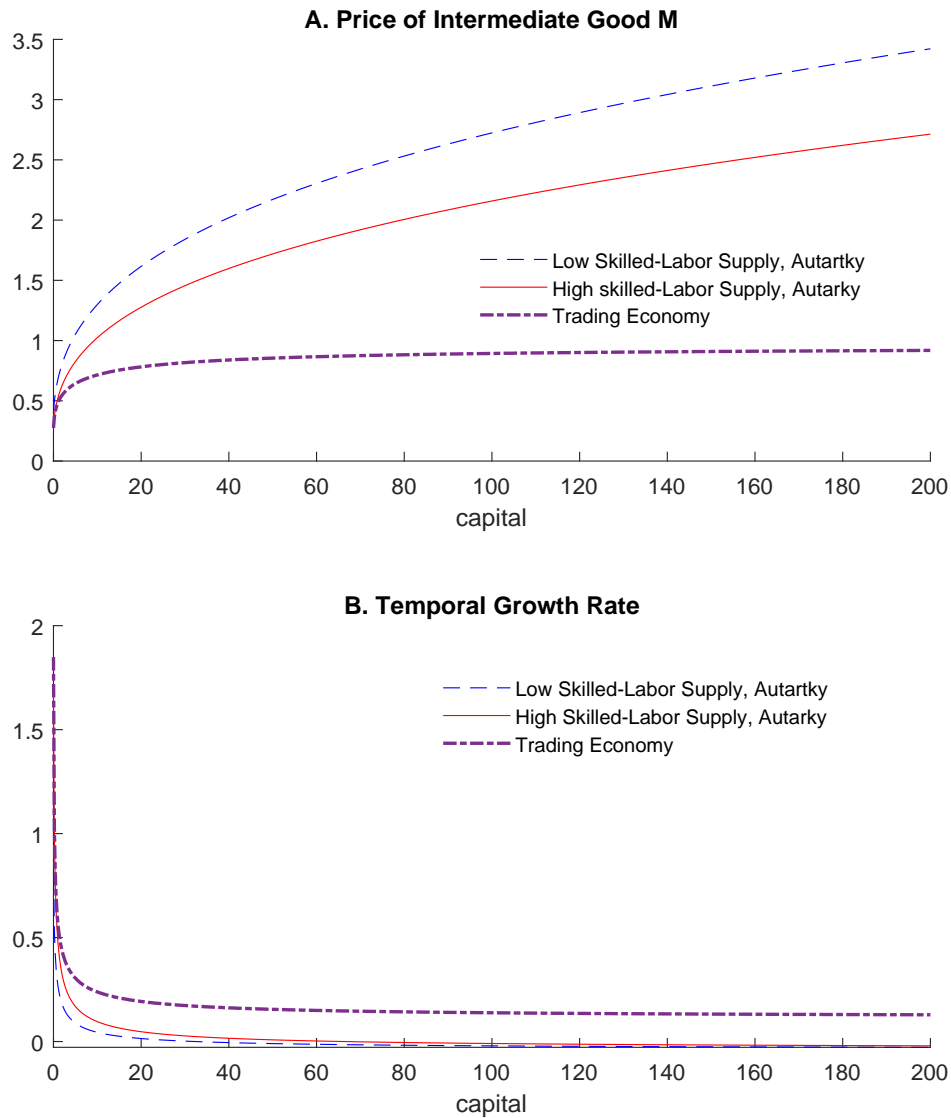 A. Price of Intermediate Good M
3.5
3
2.5
2
1.5
1
0.5
0
Low Skilled-Labor Supply, Autartky
High skilled-Labor Supply, Autarky
Trading Economy
0 20 40 60 80 100 120 140 160 180 200
capital
B. Temporal Growth Rate
2
1.5
1
0.5
0
Low Skilled-Labor Supply, Autartky
High Skilled-Labor Supply, Autarky
Trading Economy
0 20 40 60 80 100 120 140 160 180 200
capital